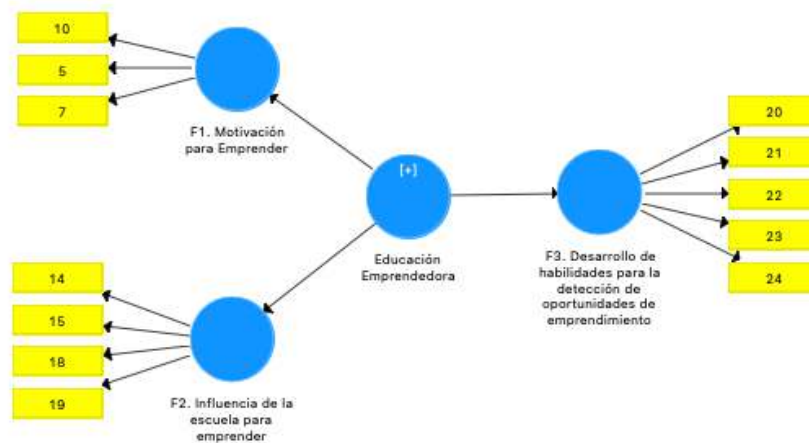 10
5
7
F1. Motivación
para Emprender
14
15
18
19
F2. Influencia de la
escuela para
emprender
[+]
Educación
Emprendedora
20
21
22
23
24
F3. Desarrollo de
habilidades para la
detección de
oportunidades de
emprendimiento